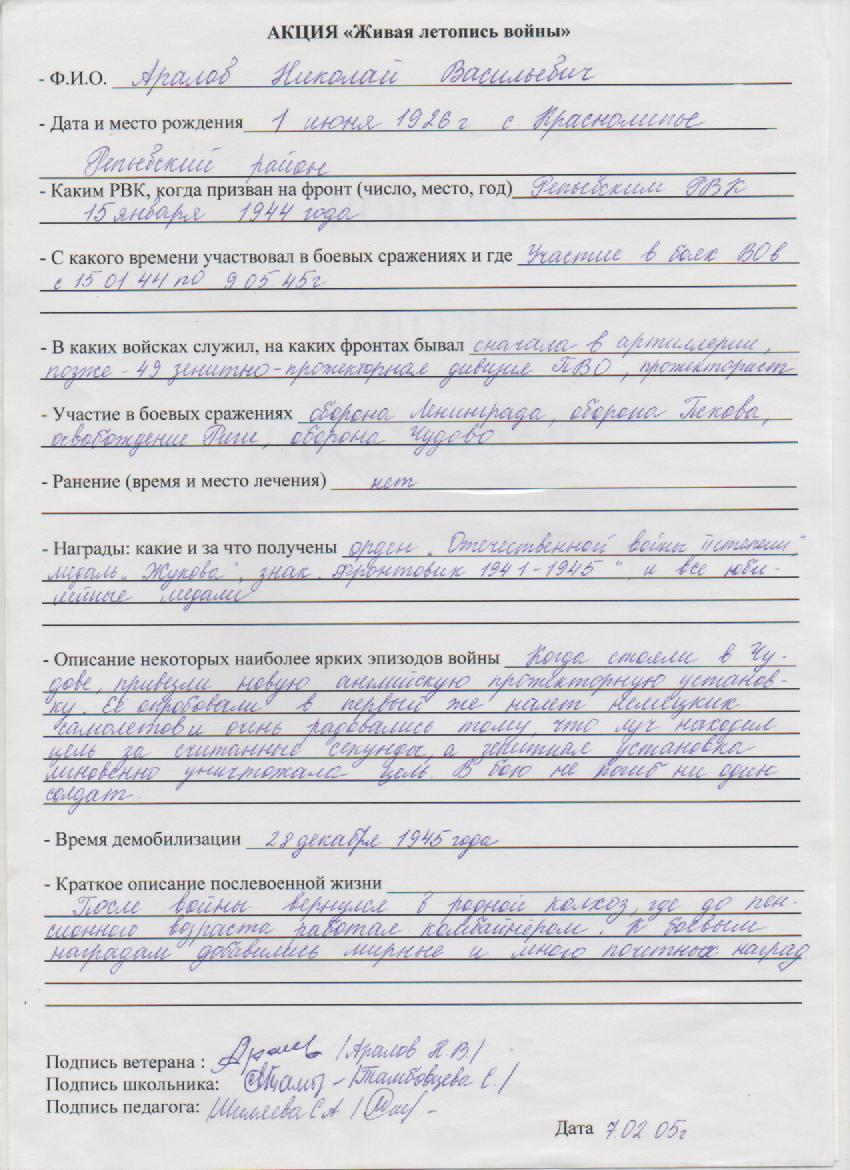 АКЦИЯ «Живая летопись войны»
- Ф.И.О. Аралов Николай Васильевич
- Дата и место рождения 1 июня 1926 г с. Краснолипье
Репьёвский район
- Каким РВК, когда призван на фронт (число, место, год) Репьёвским РВК
15 января 1944 года
- С какого времени участвовал в боевых сражениях и где Участие в боях ВОв
с 15 01 44 по 9 05. 45г
- В каких войсках служил, на каких фронтах бывал сначала в артиллерии,
позже - 49 зенитно-прожекторная дивизия ПВО, прожекторист
- Участие в боевых сражениях оборона Ленинграда, оборона Пскова,
освобождение Риги, оборона Чудово
- Ранение (время и место лечения) нет
- Награды: какие и за что получены орден „Отечественной войны II степени",
медаль „Жукова", знак „Фронтовик 1941-1945" и все юби-
лейные медали
- Описание некоторых наиболее ярких эпизодов войны Когда стояли в Чу-
дове, привезли новую английскую прожекторную установ-
ку. Её опробовали в первый же налет немецких
самолетов и очень радовались тому, что луч находил
цель за считанные секунды, а зенитная установка
мгновенно уничтожала цель. В бою не погиб ни один
солдат.
- Время демобилизации 28 декабря 1945 года
- Краткое описание послевоенной жизни
После войны вернулся в родной колхоз, где до пен-
сионного возраста работал комбайнёром. К боевым
наградам добавились мирные и много почетных наград
Подпись ветерана : /Аралов Н.В./
Подпись школьника: /Тамбовцева С./
Подпись педагога: /Шиляева С А /
Дата 7.02.05г